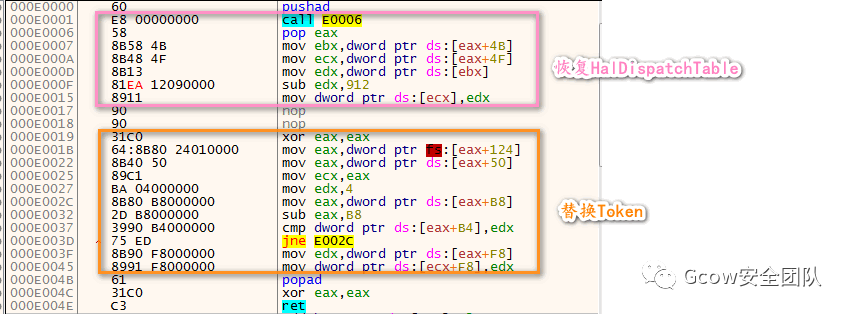 000E0000 60 pushad
000E0001 E8 00000000 call E0006
000E0006 58 pop eax
000E0007 8B58 4B mov ebx,dword ptr ds:[eax+4B]
000E000A 8B48 4F mov ecx,dword ptr ds:[eax+4F]
000E000D 8B13 mov edx,dword ptr ds:[ebx]
000E000F 81EA 12090000 sub edx,912
000E0015 8911 mov dword ptr ds:[ecx],edx
000E0017 90 nop
000E0018 90 nop
000E0019 31C0 xor eax,eax
000E001B 64:8B80 24010000 mov eax,dword ptr fs:[eax+124]
000E0022 8B40 50 mov eax,dword ptr ds:[eax+50]
000E0025 89C1 mov ecx,eax
000E0027 BA 04000000 mov edx,4
000E002C 8B80 B8000000 mov eax,dword ptr ds:[eax+B8]
000E0032 2D B8000000 sub eax,B8
000E0037 3990 B4000000 cmp dword ptr ds:[eax+B4],edx
000E003D 75 ED jne E002C
000E003F 8B90 F8000000 mov edx,dword ptr ds:[eax+F8]
000E0045 8991 F8000000 mov dword ptr ds:[ecx+F8],edx
000E004B 61 popad
000E004C 31C0 xor eax,eax
000E004E C3 ret
恢复HalDispatchTable
替换Token
Gcow安全团队